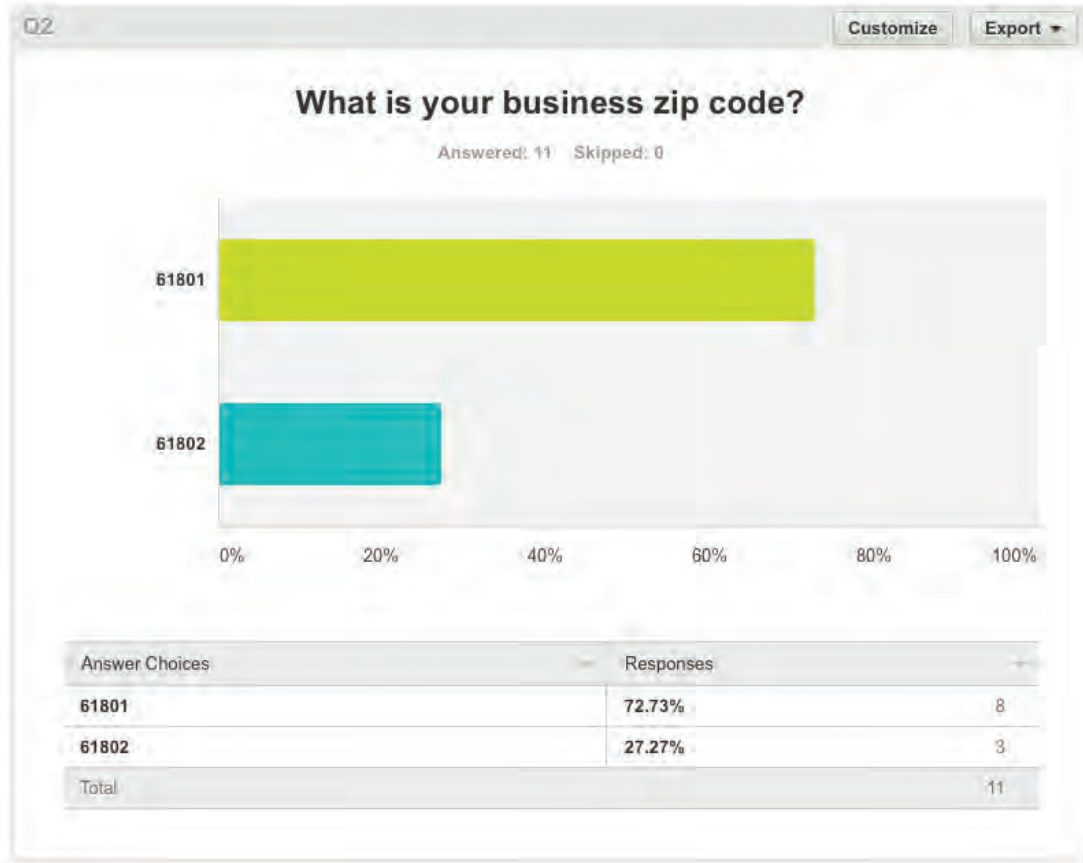 Q2 Customize Export
What is your business zip code?
Answered: 11 Skipped: 0
61801
61802
0% 20% 40% 60% 80% 100%
Answer Choices Responses
61801 72.73% 8
61802 27.27% 3
Total 11